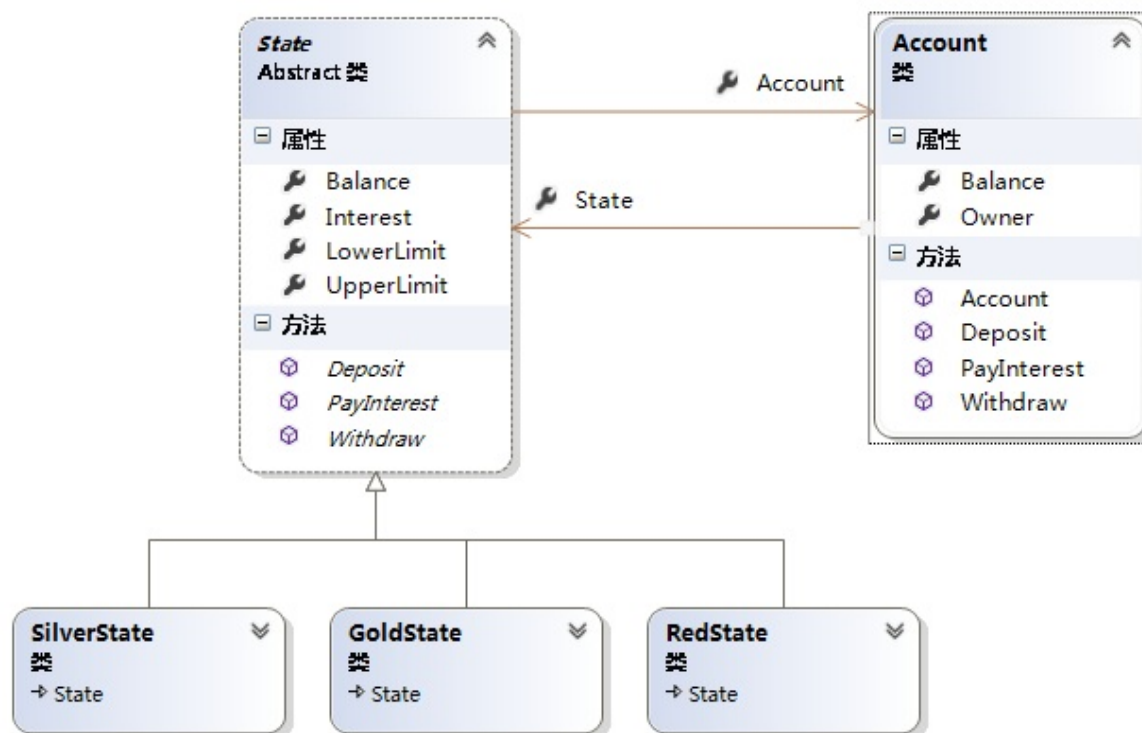 State
Abstract 类
属性
Balance
Interest
LowerLimit
UpperLimit
方法
Deposit
PayInterest
Withdraw
Account
State
Account
类
属性
Balance
Owner
方法
Account
Deposit
PayInterest
Withdraw
SilverState
类
State
GoldState
类
State
RedState
类
State